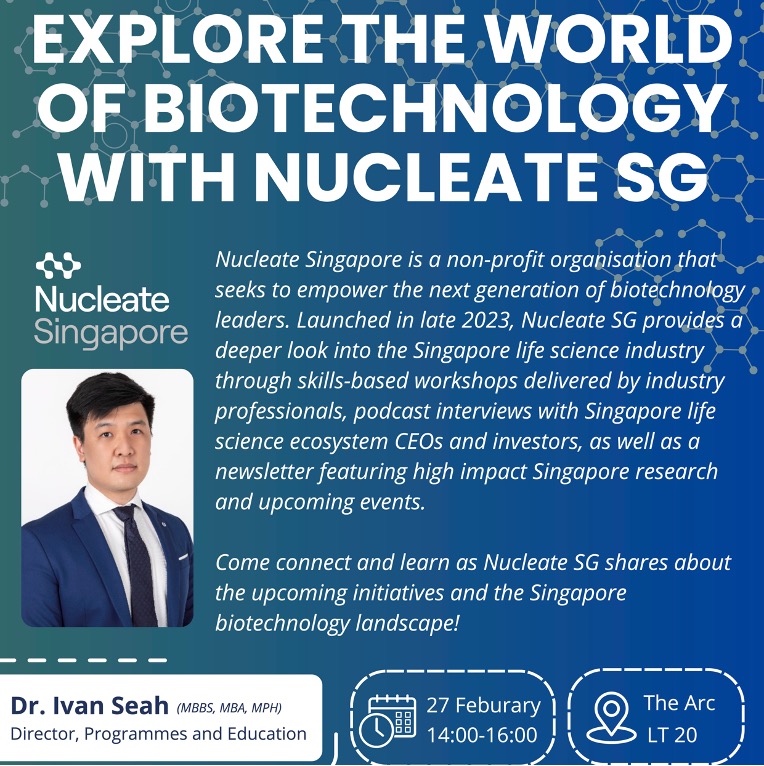 EXPLORE THE WORLD
OF BIOTECHNOLOGY
WITH NUCLEATE SG
Nucleate
Singapore
Nucleate Singapore is a non-profit organisation that
seeks to empower the next generation of biotechnology
leaders. Launched in late 2023, Nucleate SG provides a
deeper look into the Singapore life science industry
through skills-based workshops delivered by industry
professionals, podcast interviews with Singapore life
science ecosystem CEOs and investors, as well as a
newsletter featuring high impact Singapore research
and upcoming events.
Come connect and learn as Nucleate SG shares about
the upcoming initiatives and the Singapore
biotechnology landscape!
Dr. Ivan Seah (MBBS, MBA, MPH)
Director, Programmes and Education
27 Feburary
14:00-16:00
The Arc
LT 20